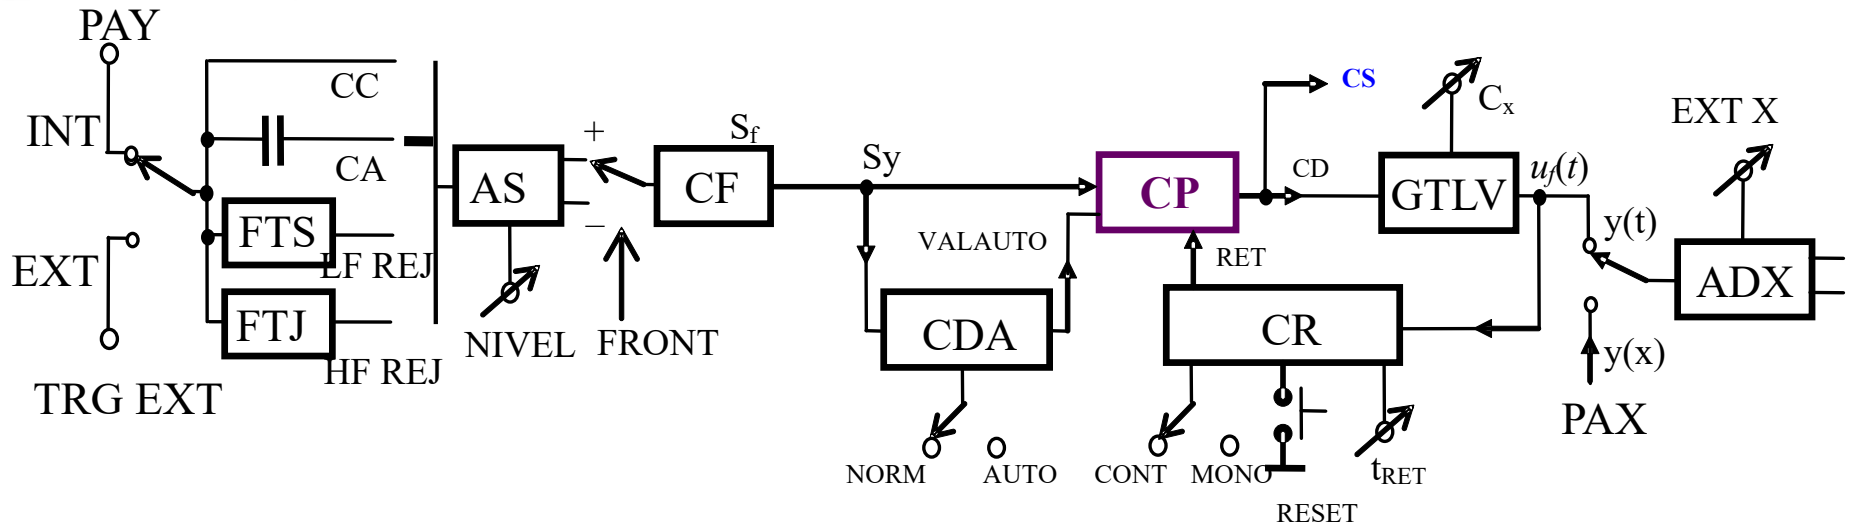 PAY
INT
EXT
TRG EXT
CC
CA
FTS
LF REJ
FTJ
HF REJ
AS
NIVEL
+
−
FRONT
CF
Sf
Sy
VALAUTO
CDA
NORM
AUTO
CP
CS
CD
RET
CR
CONT
MONO
RESET
tRET
GTLV
Cx
uf(t)
y(t)
y(x)
PAX
EXT X
ADX